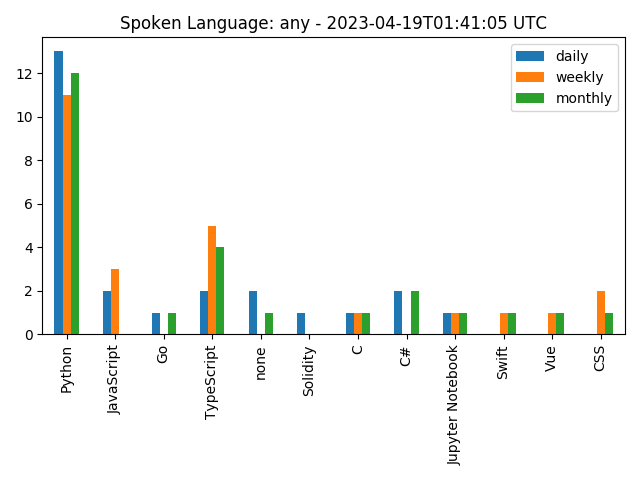 Spoken Language: any - 2023-04-19T01:41:05 UTC
daily
weekly
monthly
12
10
8
6
4
2
0
Python
JavaScript
Go
TypeScript
none
Solidity
C
C#
Jupyter Notebook
Swift
Vue
CSS